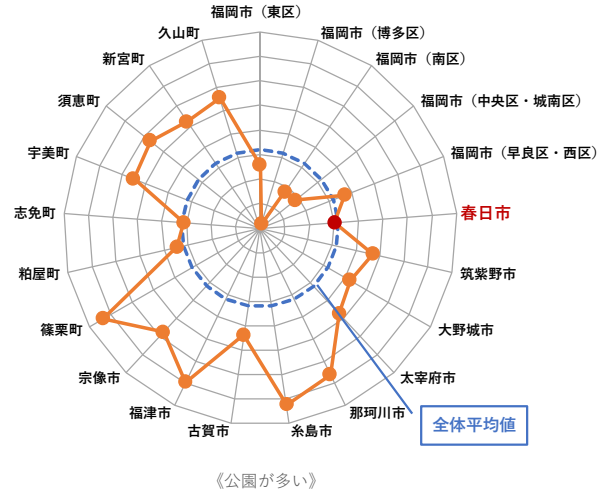 福岡市（東区）
福岡市（博多区）
福岡市（南区）
福岡市（中央区・城南区）
福岡市（早良区・西区）
春日市
筑紫野市
大野城市
太宰府市
那珂川市
糸島市
古賀市
福津市
宗像市
篠栗町
粕屋町
志免町
宇美町
須恵町
新宮町
久山町
全体平均値
《公園が多い》